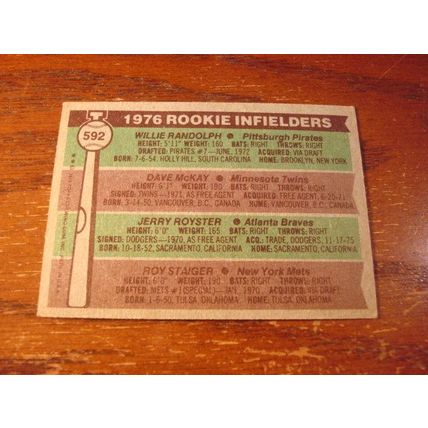 1976 ROOKIE INFIELDERS
592
WILLIE RANDOLPH ● Pittsburgh Pirates
HEIGHT: 5'11" WEIGHT: 160 BATS: RIGHT THROWS: RIGHT
DRAFTED: PIRATES #7—JUNE, 1972 ACQUIRED: VIA DRAFT
BORN: 7-6-54, HOLLY HILL, SOUTH CAROLINA HOME: BROOKLYN, NEW YORK
DAVE McKAY ● Minnesota Twins
HEIGHT: 6'1" WEIGHT: BATS: RIGHT THROWS: RIGHT
SIGNED: TWINS—1971, AS FREE AGENT ACQUIRED: FREE AGENT, 6-20-71
BORN: 3-14-50, VANCOUVER, B.C., CANADA HOME: VANCOUVER, B.C., CANADA
JERRY ROYSTER ● Atlanta Braves
HEIGHT: 6'0" WEIGHT: 165 BATS: RIGHT THROWS: RIGHT
SIGNED: DODGERS—1970, AS FREE AGENT ACQ.: TRADE, DODGERS, 11-17-75
BORN: 10-18-52, SACRAMENTO, CALIFORNIA HOME: SACRAMENTO, CALIFORNIA
ROY STAIGER ● New York Mets
HEIGHT: 6'0" WEIGHT: 190 BATS: RIGHT THROWS: RIGHT
DRAFTED: METS #1 (SPECIAL)—JAN., 1970 ACQUIRED: VIA DRAFT
BORN: 1-6-50, TULSA, OKLAHOMA HOME: TULSA, OKLAHOMA